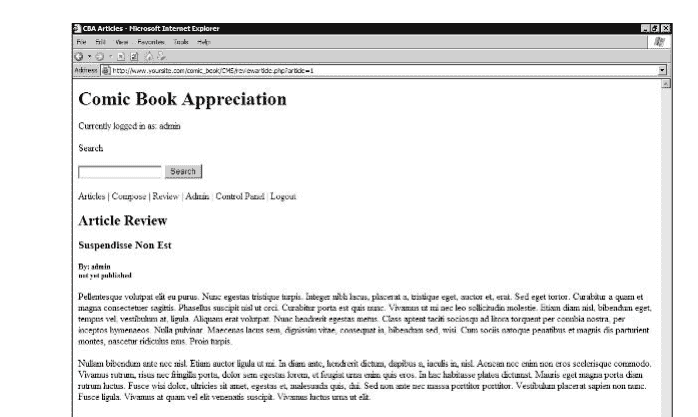 CBA Articles - Microsoft Internet Explorer
File Edit View Favorites Tools Help
Address http://www.yoursite.com/comic_book/CMS/reviewarticle.php?article=1
Comic Book Appreciation
Currently logged in as: admin
Search
Search
Articles | Compose | Review | Admin | Control Panel | Logout
Article Review
Suspendisse Non Est
By: admin
not yet published
Pellentesque volutpat elit eu purus. Nunc egestas tristique turpis. Integer nibh lacus, placerat a, tristique eget, auctor et, erat. Sed eget tortor. Curabitur a quam et
magna consectetuer sagittis. Phasellus suscipit nisl ut orci. Curabitur porta est quis nunc. Vivamus ut mi nec leo sollicitudin molestie. Etiam diam nisl, bibendum eget,
tempus vel, vestibulum at, ligula. Aliquam erat volutpat. Nunc hendrerit egestas metus. Class aptent taciti sociosqu ad litora torquent per conubia nostra, per
inceptos hymenaeos. Nulla pulvinar. Maecenas lacus sem, dignissim vitae, consequat in, bibendum sed, wisi. Cum sociis natoque penatibus et magnis dis parturient
montes, nascetur ridiculus mus. Proin turpis.
Nullam bibendum ante nec nisl. Etiam auctor ligula ut mi. In diam ante, hendrerit dictum, dapibus a, iaculis in, nisl. Aenean nec enim non eros scelerisque commodo.
Vivamus rutrum, risus ac fringilla porta, dolor sem egestas lorem, et feugiat urna enim quis eros. In hac habitasse platea dictumst. Mauris eget magna porta diam
rutrum luctus. Fusce wisi dolor, ultricies sit amet, egestas et, malesuada quis, dui. Sed non ante nec massa porttitor porttitor. Vestibulum placerat sapien non nunc.
Fusce ligula. Vivamus at quam vel elit venenatis suscipit. Vivamus luctus urna ut elit.